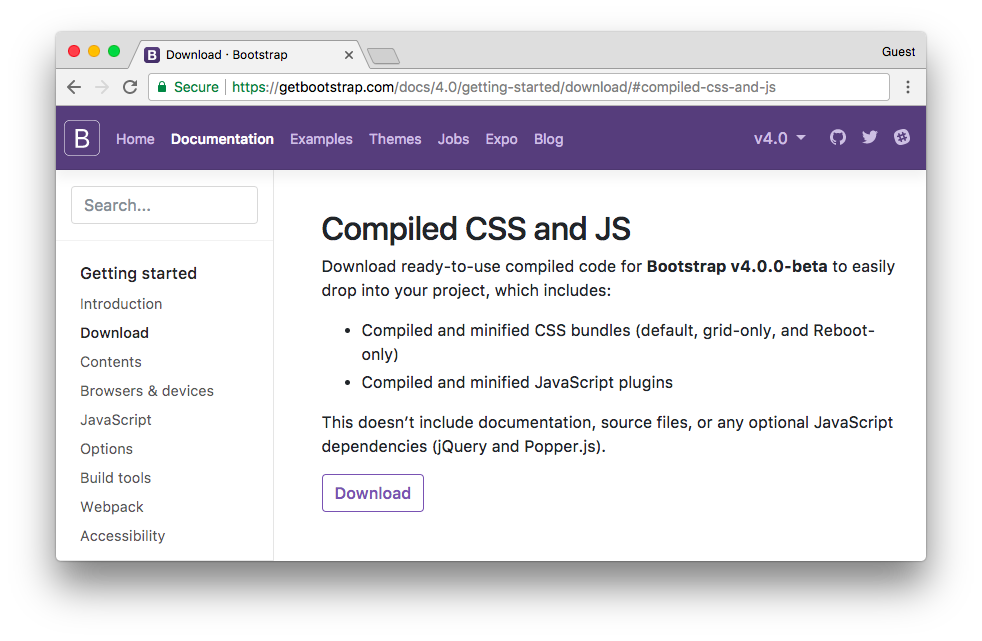 B Download · Bootstrap
Guest
Secure https://getbootstrap.com/docs/4.0/getting-started/download/#compiled-css-and-js
B Home Documentation Examples Themes Jobs Expo Blog v4.0
Search...
Getting started
Introduction
Download
Contents
Browsers & devices
JavaScript
Options
Build tools
Webpack
Accessibility
Compiled CSS and JS
Download ready-to-use compiled code for Bootstrap v4.0.0-beta to easily
drop into your project, which includes:
• Compiled and minified CSS bundles (default, grid-only, and Reboot-
only)
• Compiled and minified JavaScript plugins
This doesn’t include documentation, source files, or any optional JavaScript
dependencies (jQuery and Popper.js).
Download